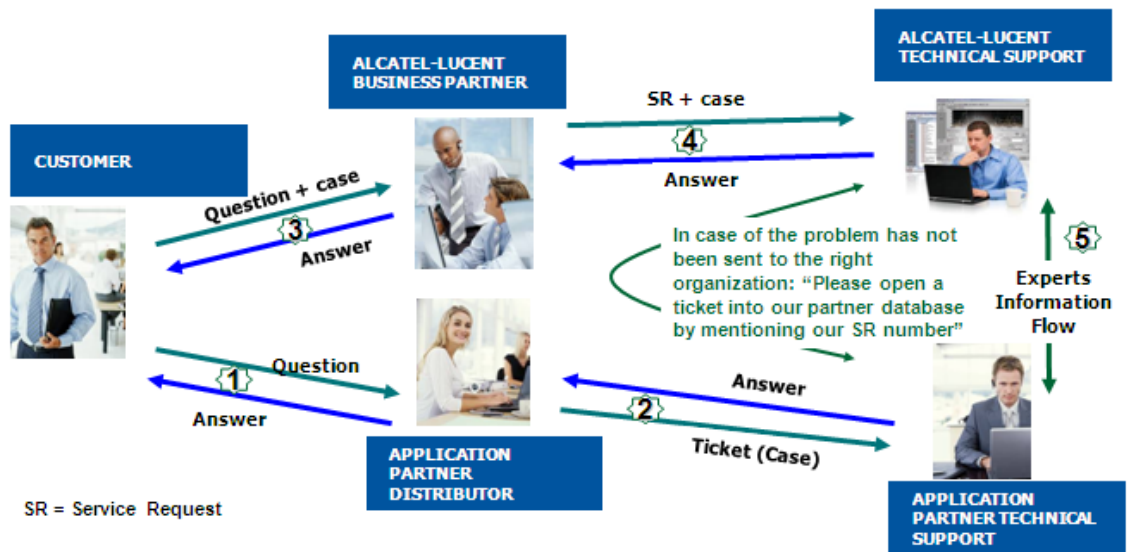 ALCATEL-LUCENT
BUSINESS PARTNER
ALCATEL-LUCENT
TECHNICAL SUPPORT
CUSTOMER
SR + case
4
Answer
Question + case
3
Answer
In case of the problem has not
been sent to the right
organization: “Please open a
ticket into our partner database
by mentioning our SR number”
5
Experts
Information
Flow
Question
1
Answer
Answer
2
Ticket (Case)
APPLICATION
PARTNER
DISTRIBUTOR
APPLICATION
PARTNER TECHNICAL
SUPPORT
SR = Service Request